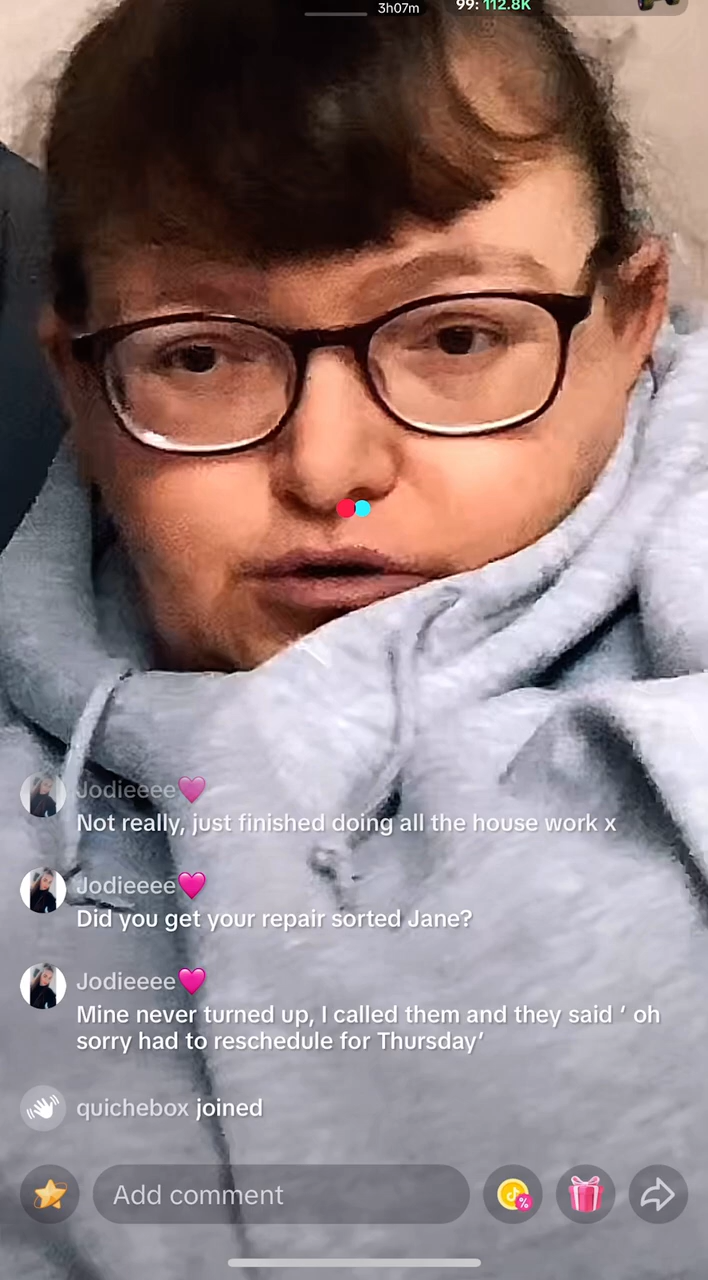 3h07m
99: 112.8K
Jodieeee🩷
Not really, just finished doing all the house work x
Jodieeee🩷
Did you get your repair sorted Jane?
Jodieeee🩷
Mine never turned up, I called them and they said ‘ oh
sorry had to reschedule for Thursday’
quichebox joined
Add comment